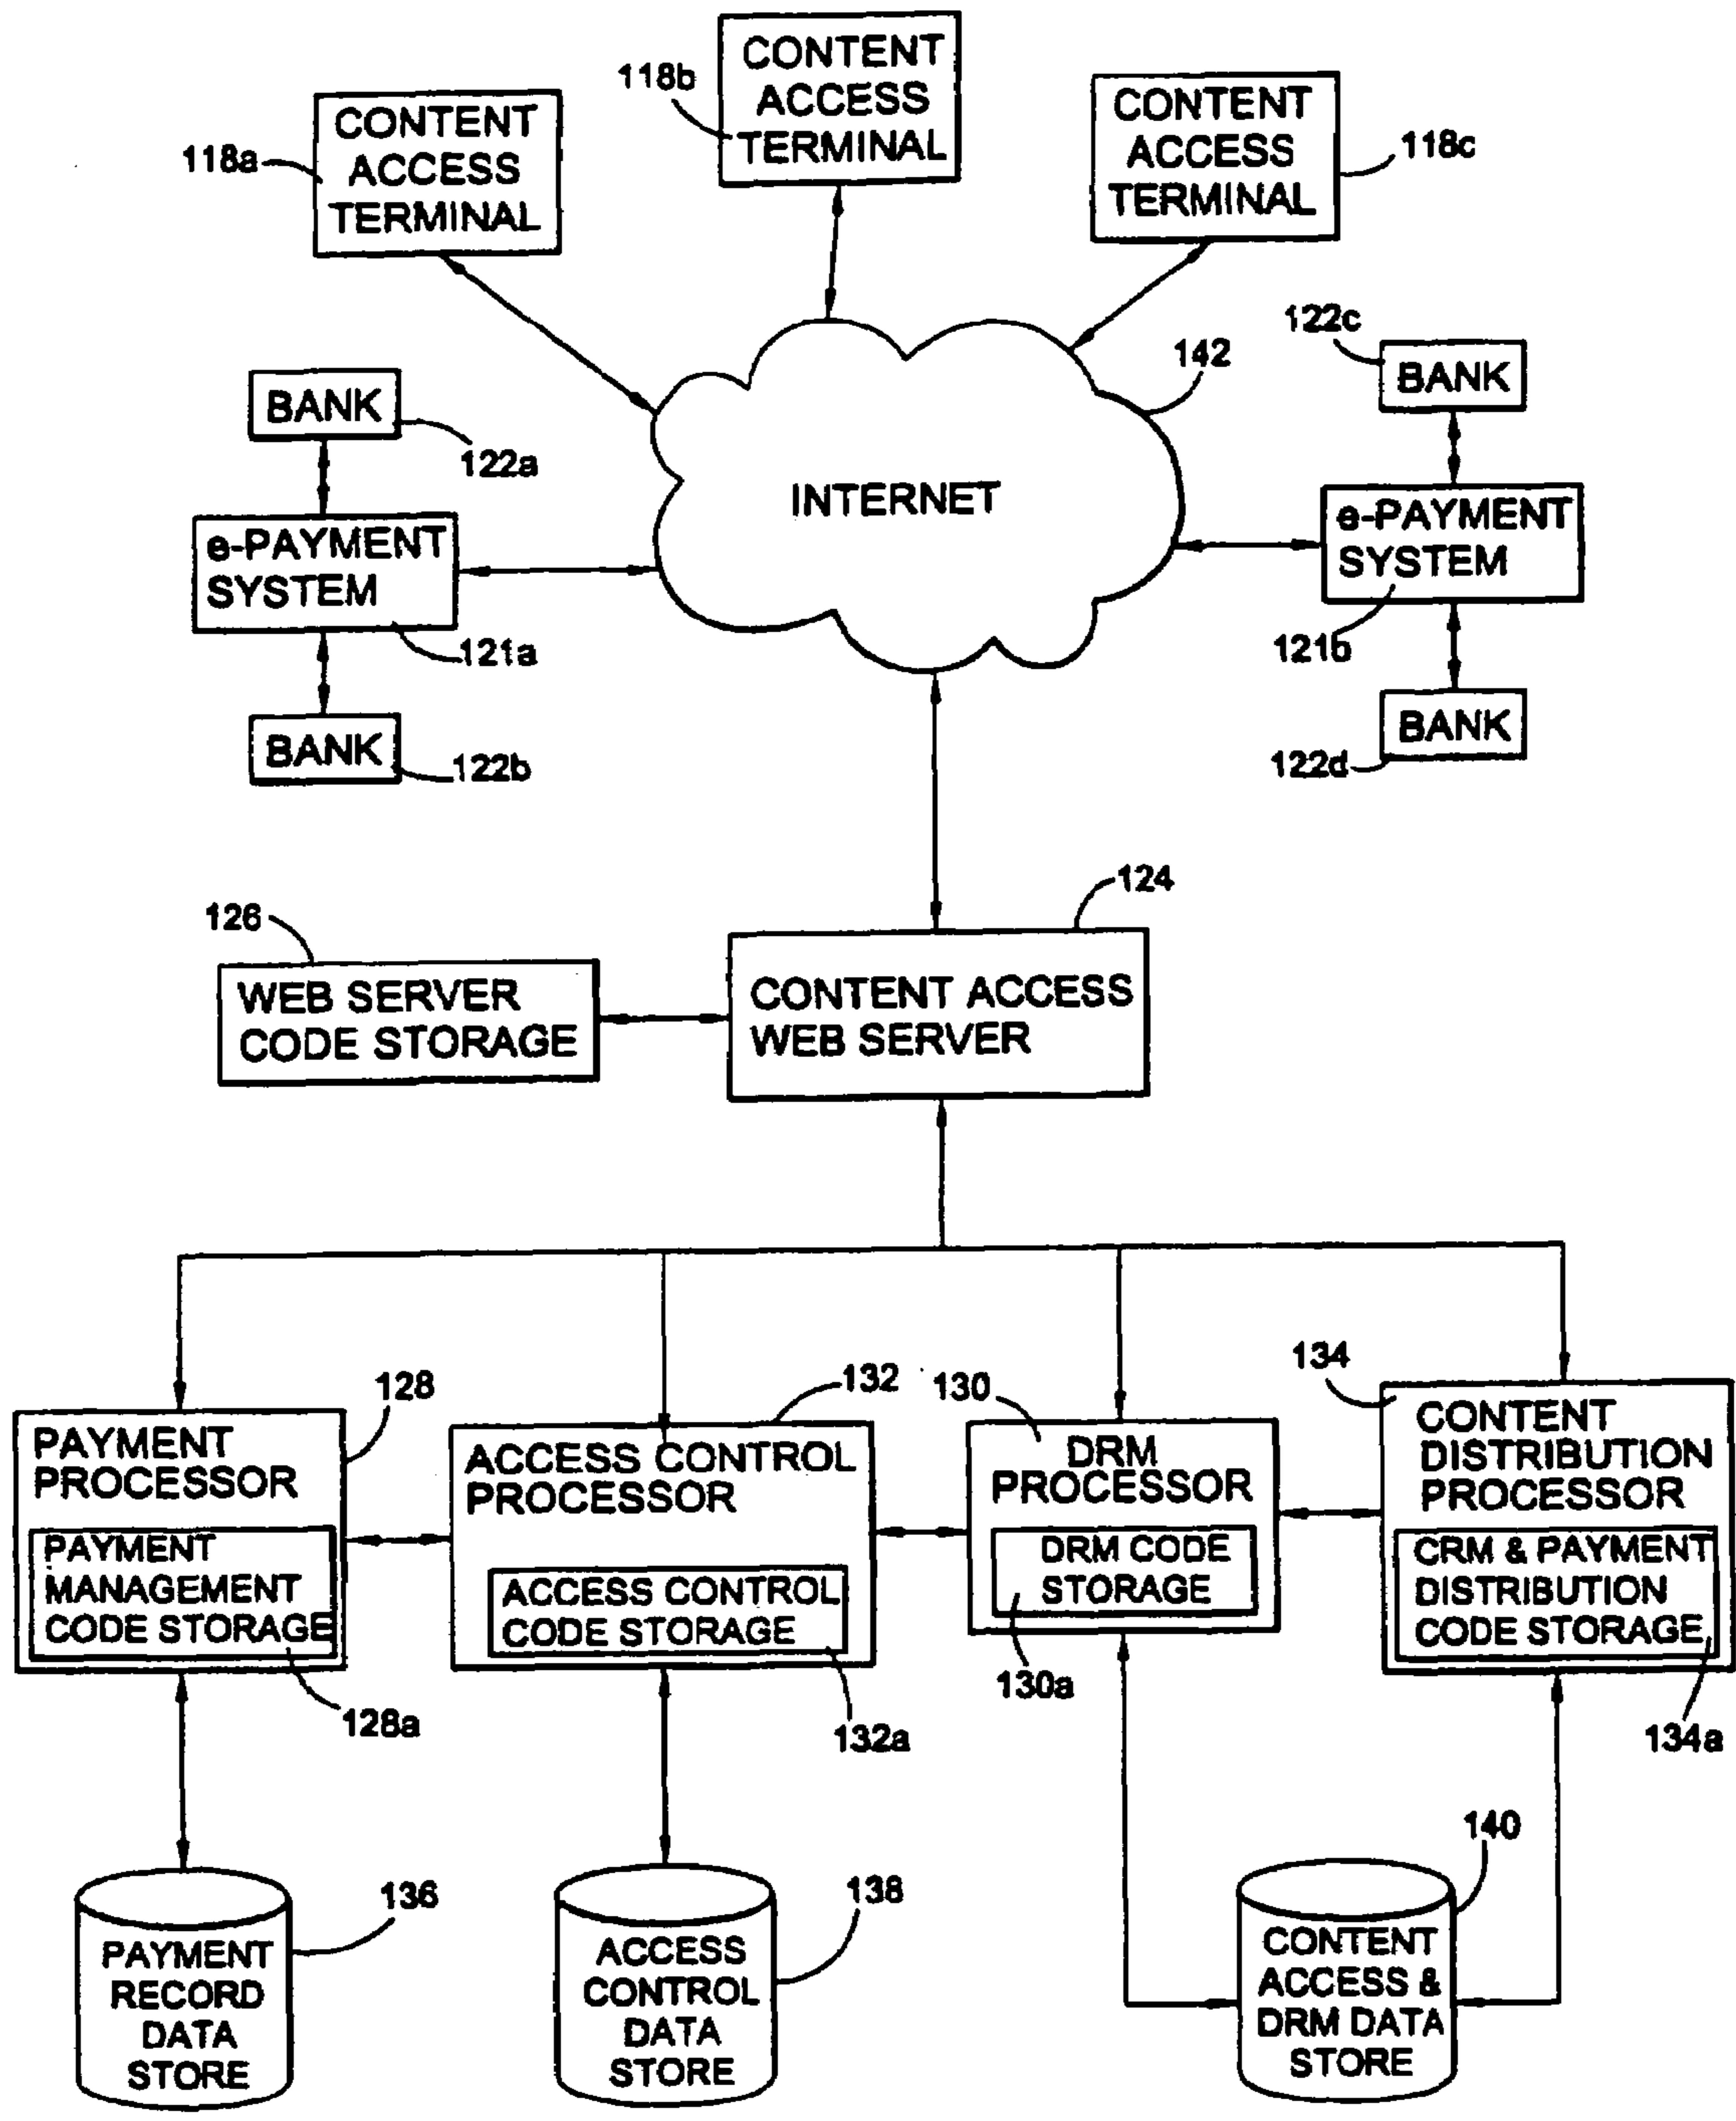 118b
CONTENT
ACCESS
TERMINAL
118a
CONTENT
ACCESS
TERMINAL
CONTENT
ACCESS
TERMINAL
118c
142
122c
BANK
122a
BANK
INTERNET
e-PAYMENT
SYSTEM
121a
e-PAYMENT
SYSTEM
121b
BANK
122b
BANK
122d
124
126
WEB SERVER
CODE STORAGE
CONTENT ACCESS
WEB SERVER
128
132
130
134
PAYMENT
PROCESSOR
PAYMENT
MANAGEMENT
CODE STORAGE
128a
ACCESS CONTROL
PROCESSOR
ACCESS CONTROL
CODE STORAGE
132a
DRM
PROCESSOR
DRM CODE
STORAGE
130a
CONTENT
DISTRIBUTION
PROCESSOR
CRM & PAYMENT
DISTRIBUTION
CODE STORAGE
134a
136
PAYMENT
RECORD
DATA
STORE
138
ACCESS
CONTROL
DATA
STORE
140
CONTENT
ACCESS &
DRM DATA
STORE